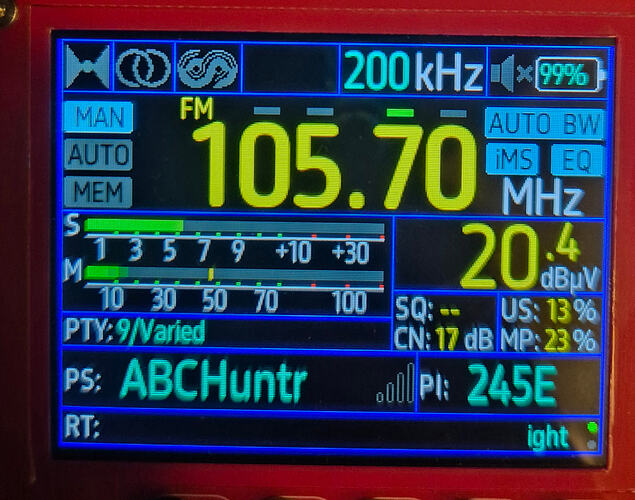 200kHz 99%
FM
MAN AUTO BW
105.70
AUTO iMS EQ
MEM MHz
S
1 3 5 7 9 +10 +30
20.4 dBµV
M
10 30 50 70 100
SQ: -- US: 13%
CN: 17 dB MP: 23%
PTY: 9/Varied
PS: ABCHuntr PI: 245E
RT: ight